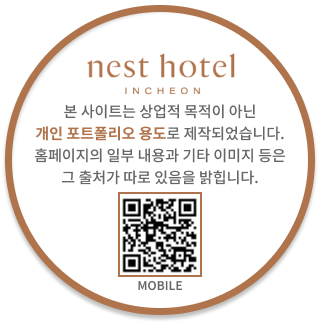 nest hotel
INCHEON
본 사이트는 상업적 목적이 아닌
개인 포트폴리오 용도로 제작되었습니다.
홈페이지의 일부 내용과 기타 이미지 등은
그 출처가 따로 있음을 밝힙니다.
MOBILE